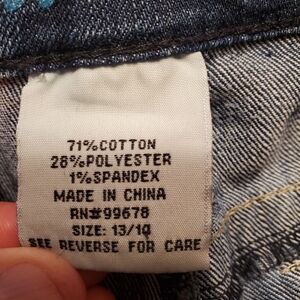 71%COTTON
28%POLYESTER
1%SPANDEX
MADE IN CHINA
RN#99678
SIZE: 13/14
SEE REVERSE FOR CARE